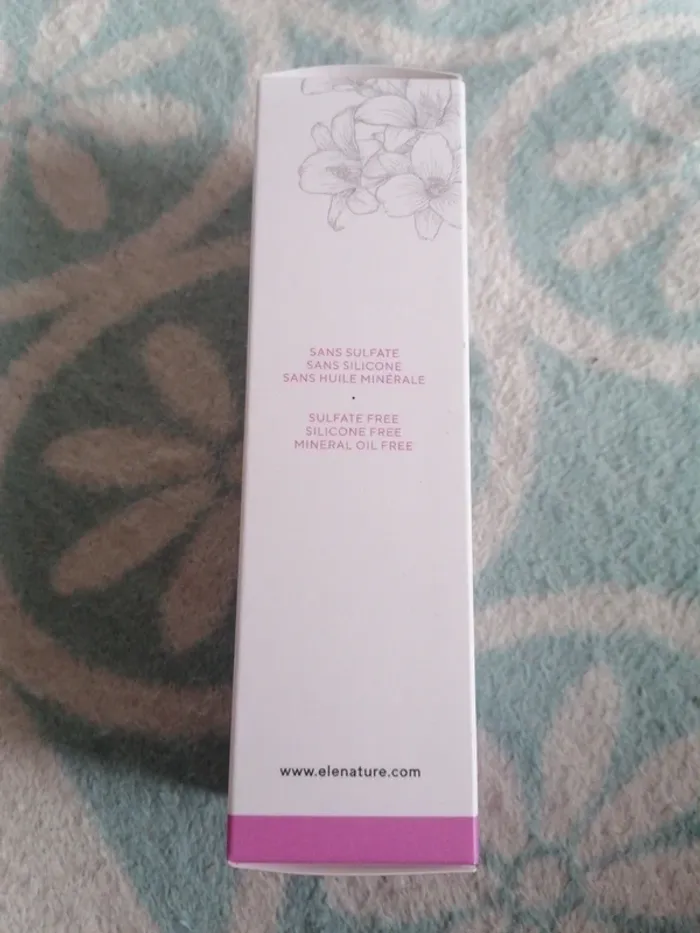 SANS SULFATE
SANS SILICONE
SANS HUILE MINÉRALE
·
SULFATE FREE
SILICONE FREE
MINERAL OIL FREE
www.elenature.com